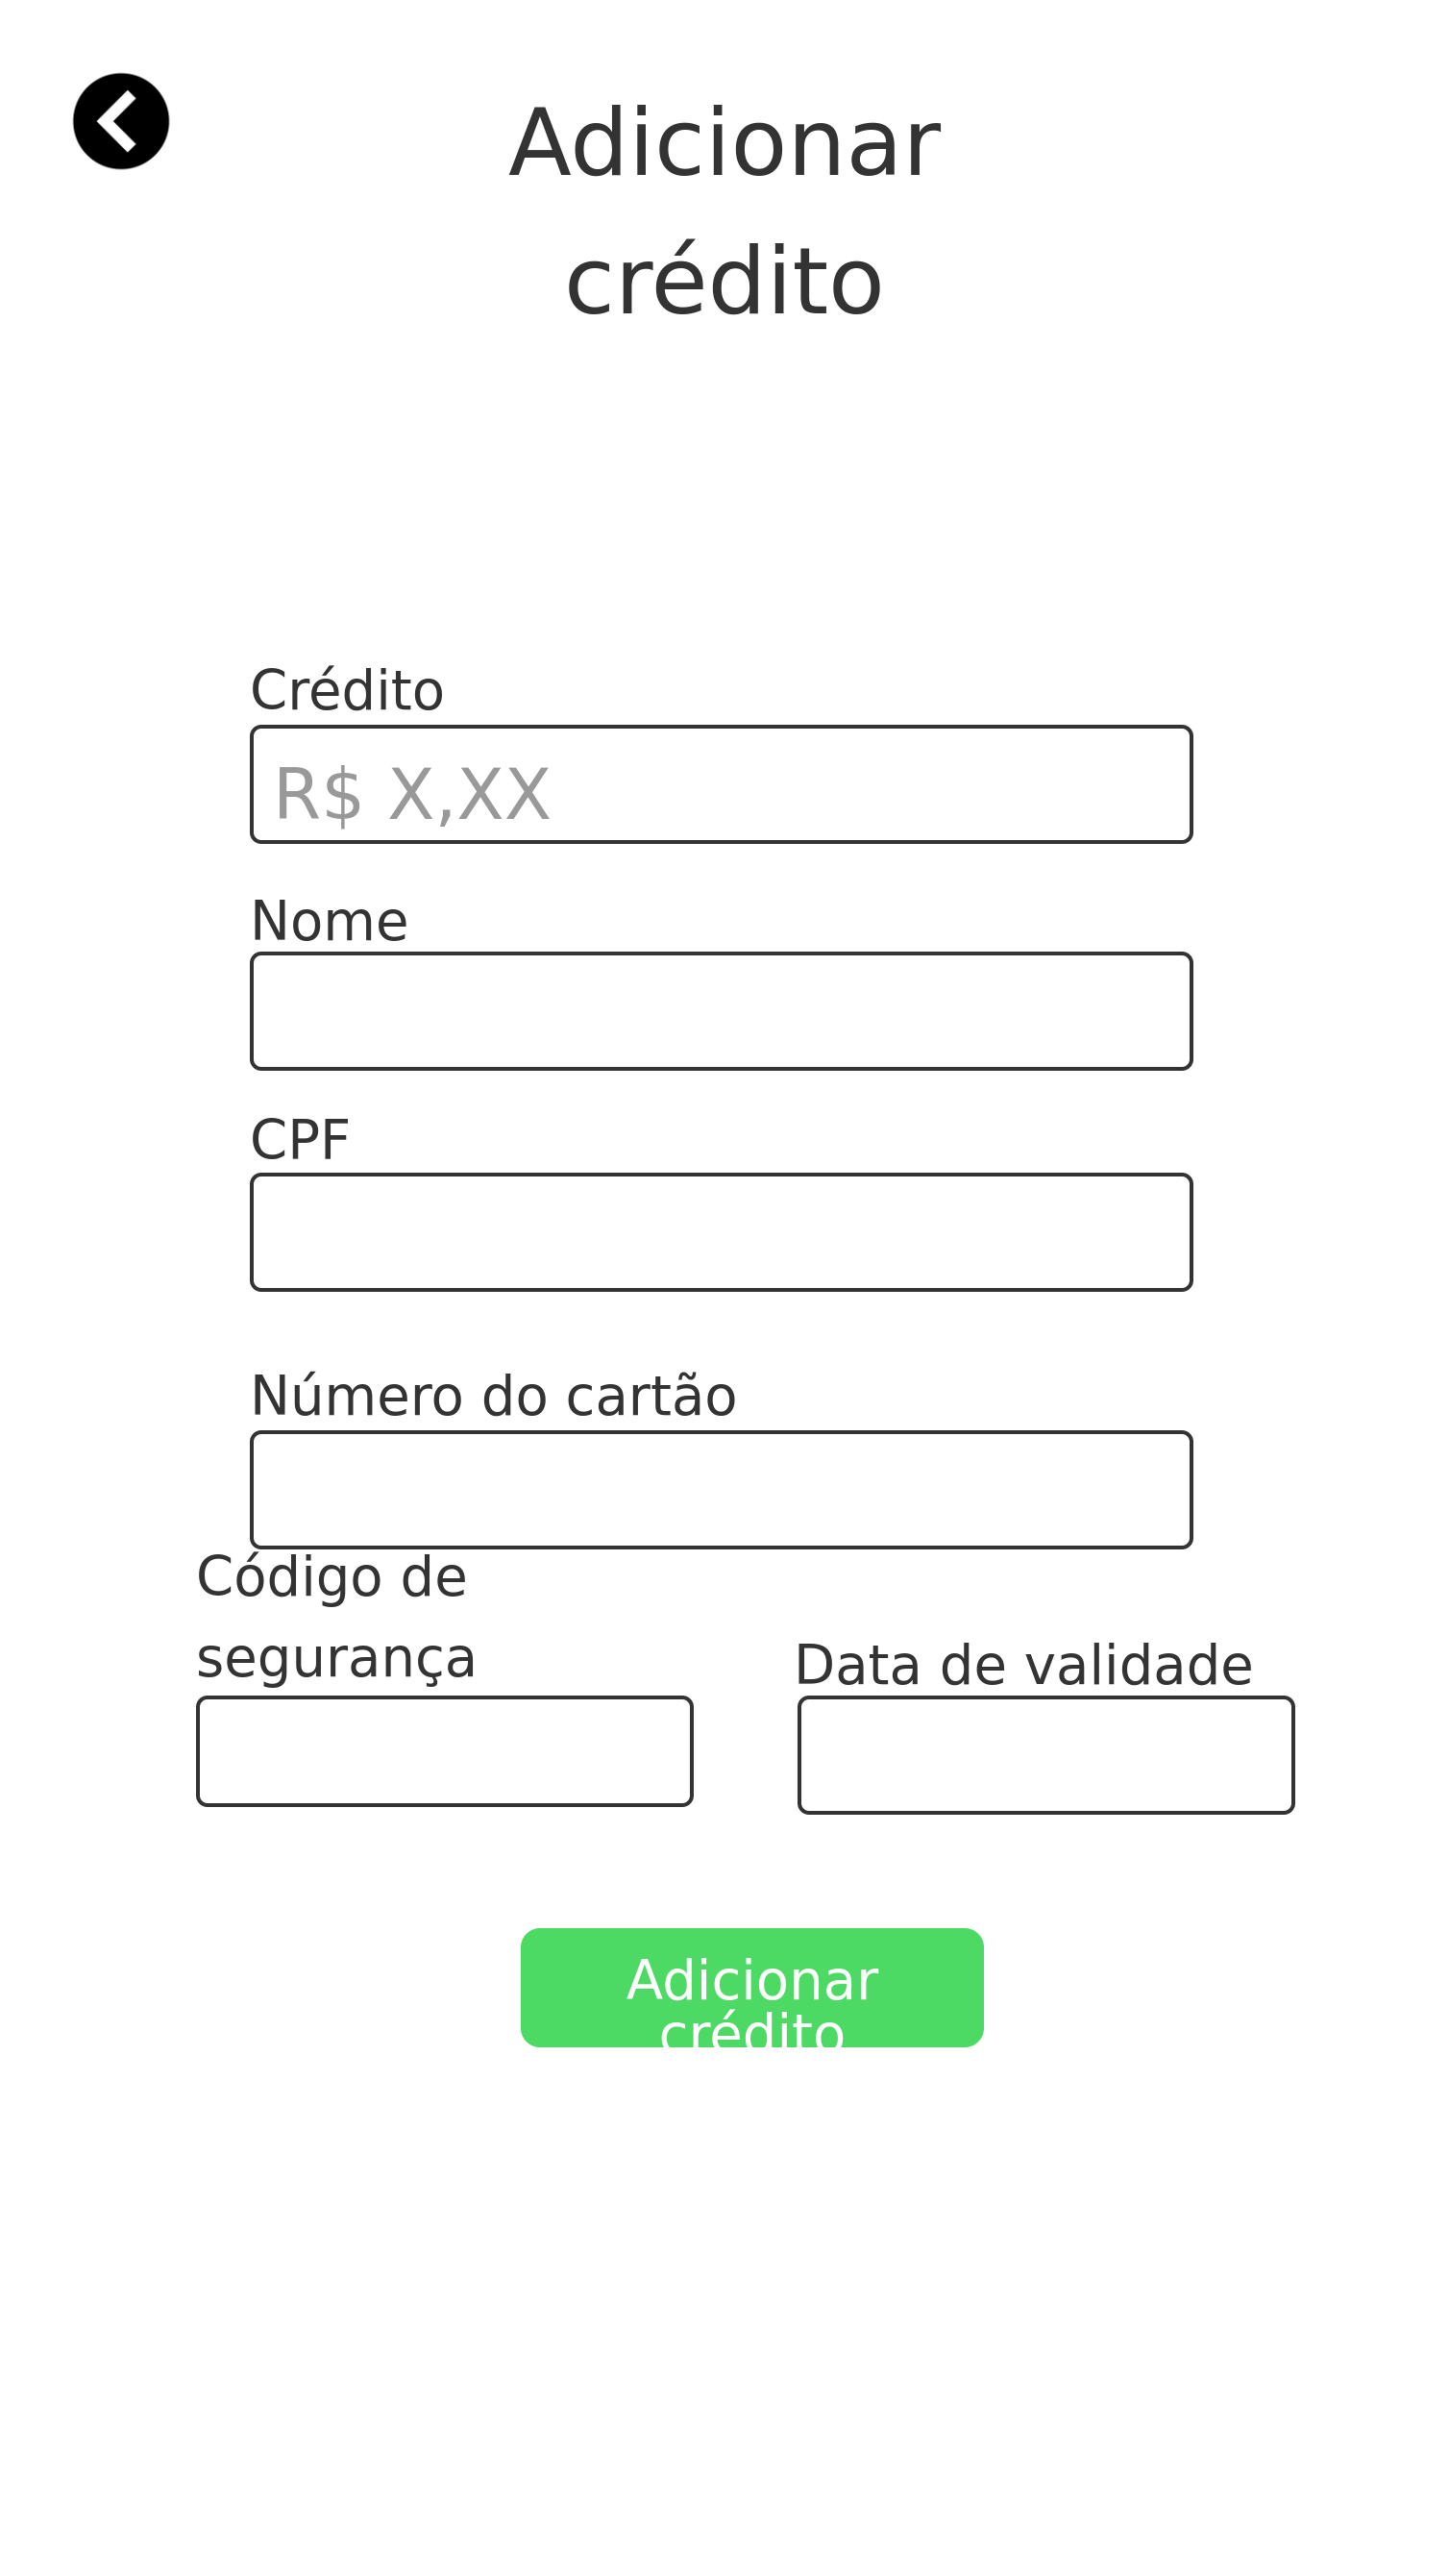 Adicionar
crédito
Crédito
R$ X,XX
Nome
CPF
Número do cartão
Código de
segurança
Data de validade
Adicionar
crédito